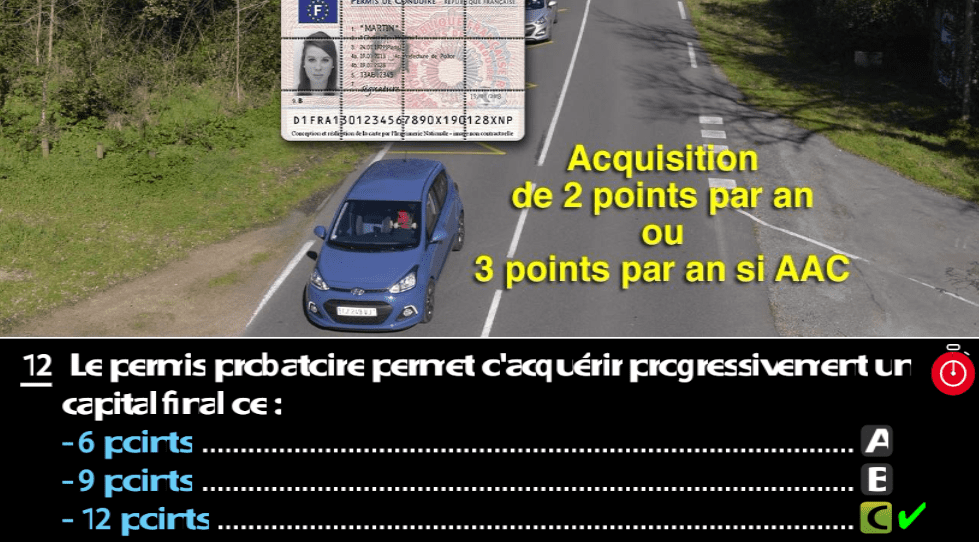 F
PERMIS DE CONDUIRE RÉPUBLIQUE FRANÇAISE
1. "MARTIN"
9. B
D1FRA1301234567890X190128XNP
Conception et réalisation de la carte par l'Imprimerie Nationale - image non contractuelle
Acquisition
de 2 points par an
ou
3 points par an si AAC
12 Le permis probatoire permet d'acquérir progressivement un
capital final de :
- 6 points ........ A
- 9 points ........ B
- 12 points ........ C ✓